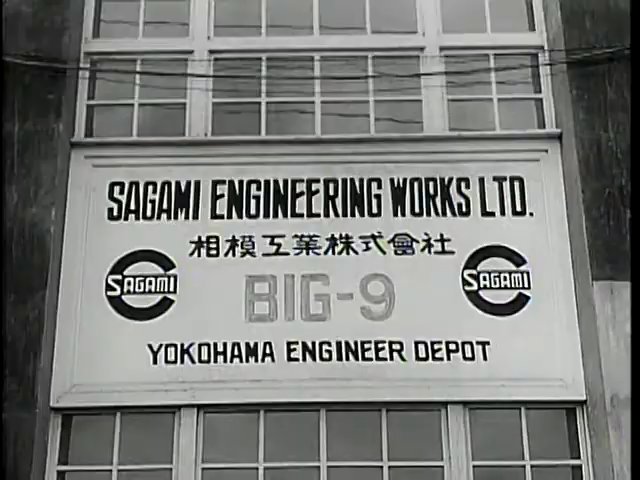 SAGAMI ENGINEERING WORKS LTD.
相模工業株式會社
SAGAMI
BIG-9
SAGAMI
YOKOHAMA ENGINEER DEPOT